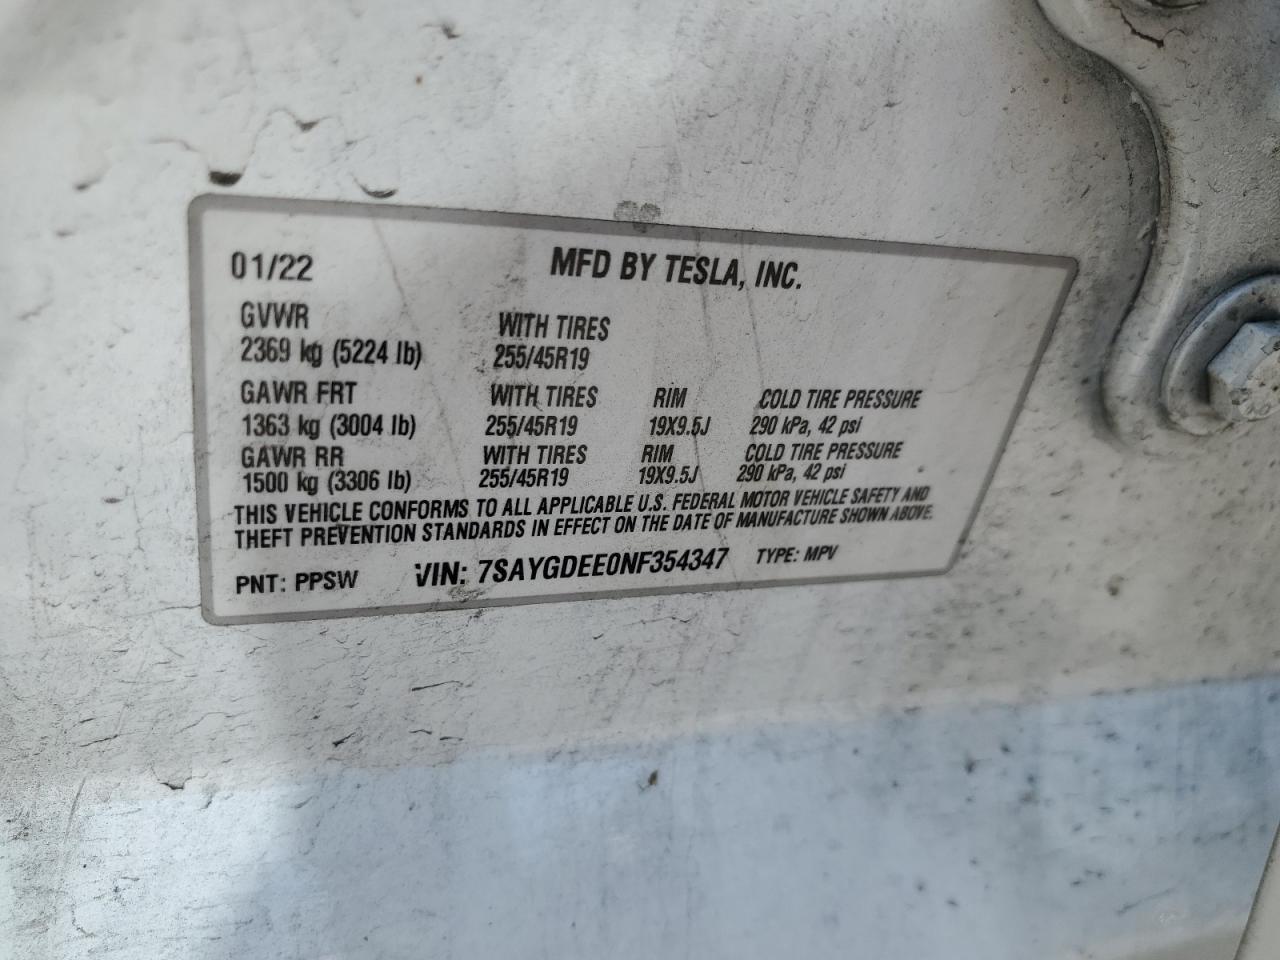 01/22 MFD BY TESLA, INC.
GVWR WITH TIRES
2369 kg (5224 lb) 255/45R19
GAWR FRT WITH TIRES RIM COLD TIRE PRESSURE
1363 kg (3004 lb) 255/45R19 19X9.5J 290 kPa, 42 psi
GAWR RR WITH TIRES RIM COLD TIRE PRESSURE
1500 kg (3306 lb) 255/45R19 19X9.5J 290 kPa, 42 psi
THIS VEHICLE CONFORMS TO ALL APPLICABLE U.S. FEDERAL MOTOR VEHICLE SAFETY AND
THEFT PREVENTION STANDARDS IN EFFECT ON THE DATE OF MANUFACTURE SHOWN ABOVE.
PNT: PPSW VIN: 7SAYGDEE0NF354347 TYPE: MPV